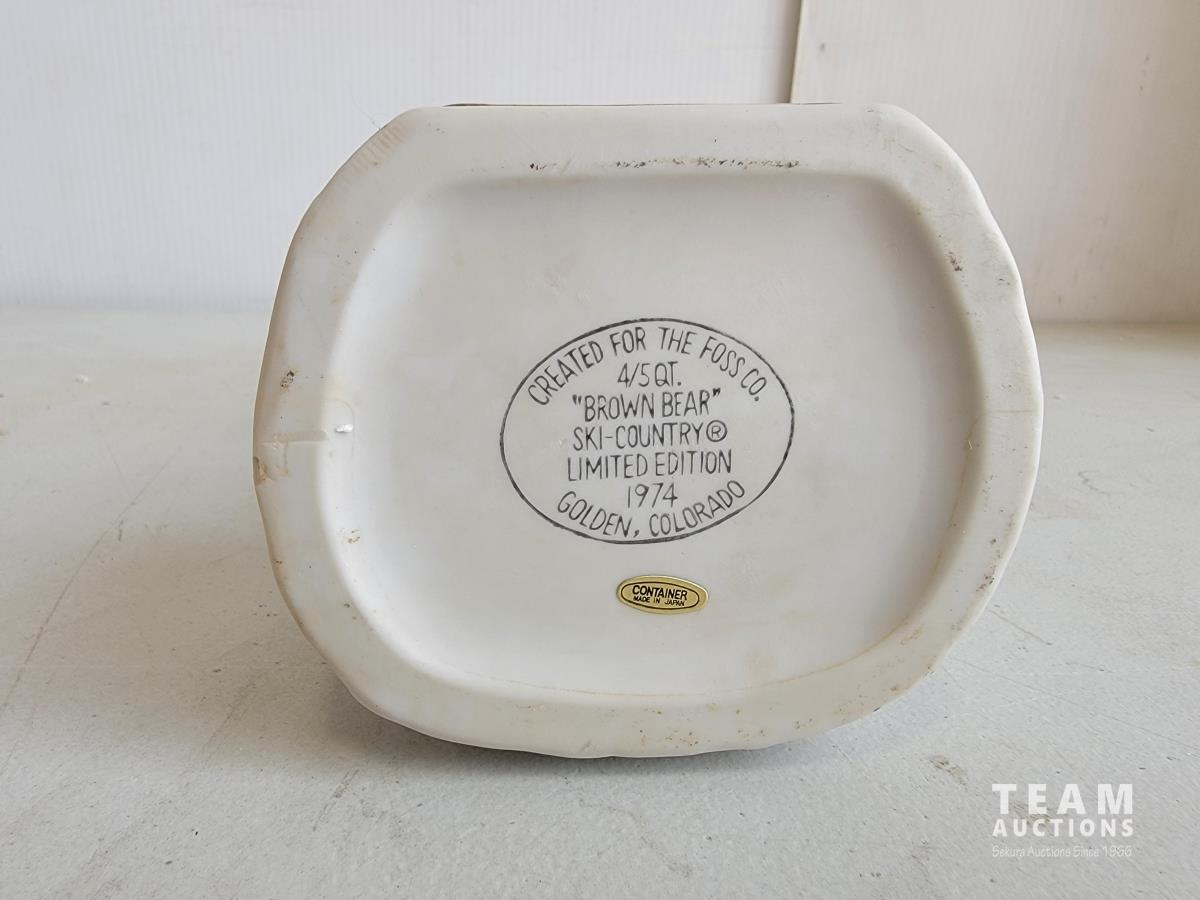 CREATED FOR THE FOSS CO.
4/5 QT.
"BROWN BEAR"
SKI-COUNTRY®
LIMITED EDITION
1974
GOLDEN, COLORADO
CONTAINER
MADE IN JAPAN
TEAM
AUCTIONS
Sekura Auctions Since 1966